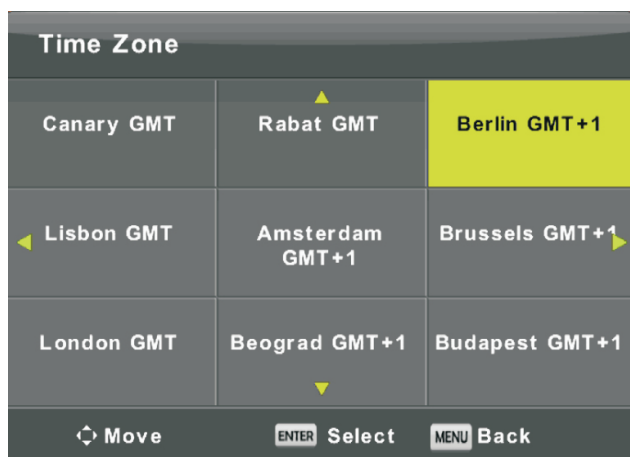 Time Zone
Canary GMT
Rabat GMT
Berlin GMT+1
Lisbon GMT
Amsterdam
GMT+1
Brussels GMT+1
London GMT
Beograd GMT+1
Budapest GMT+1
Move
ENTER Select
MENU Back